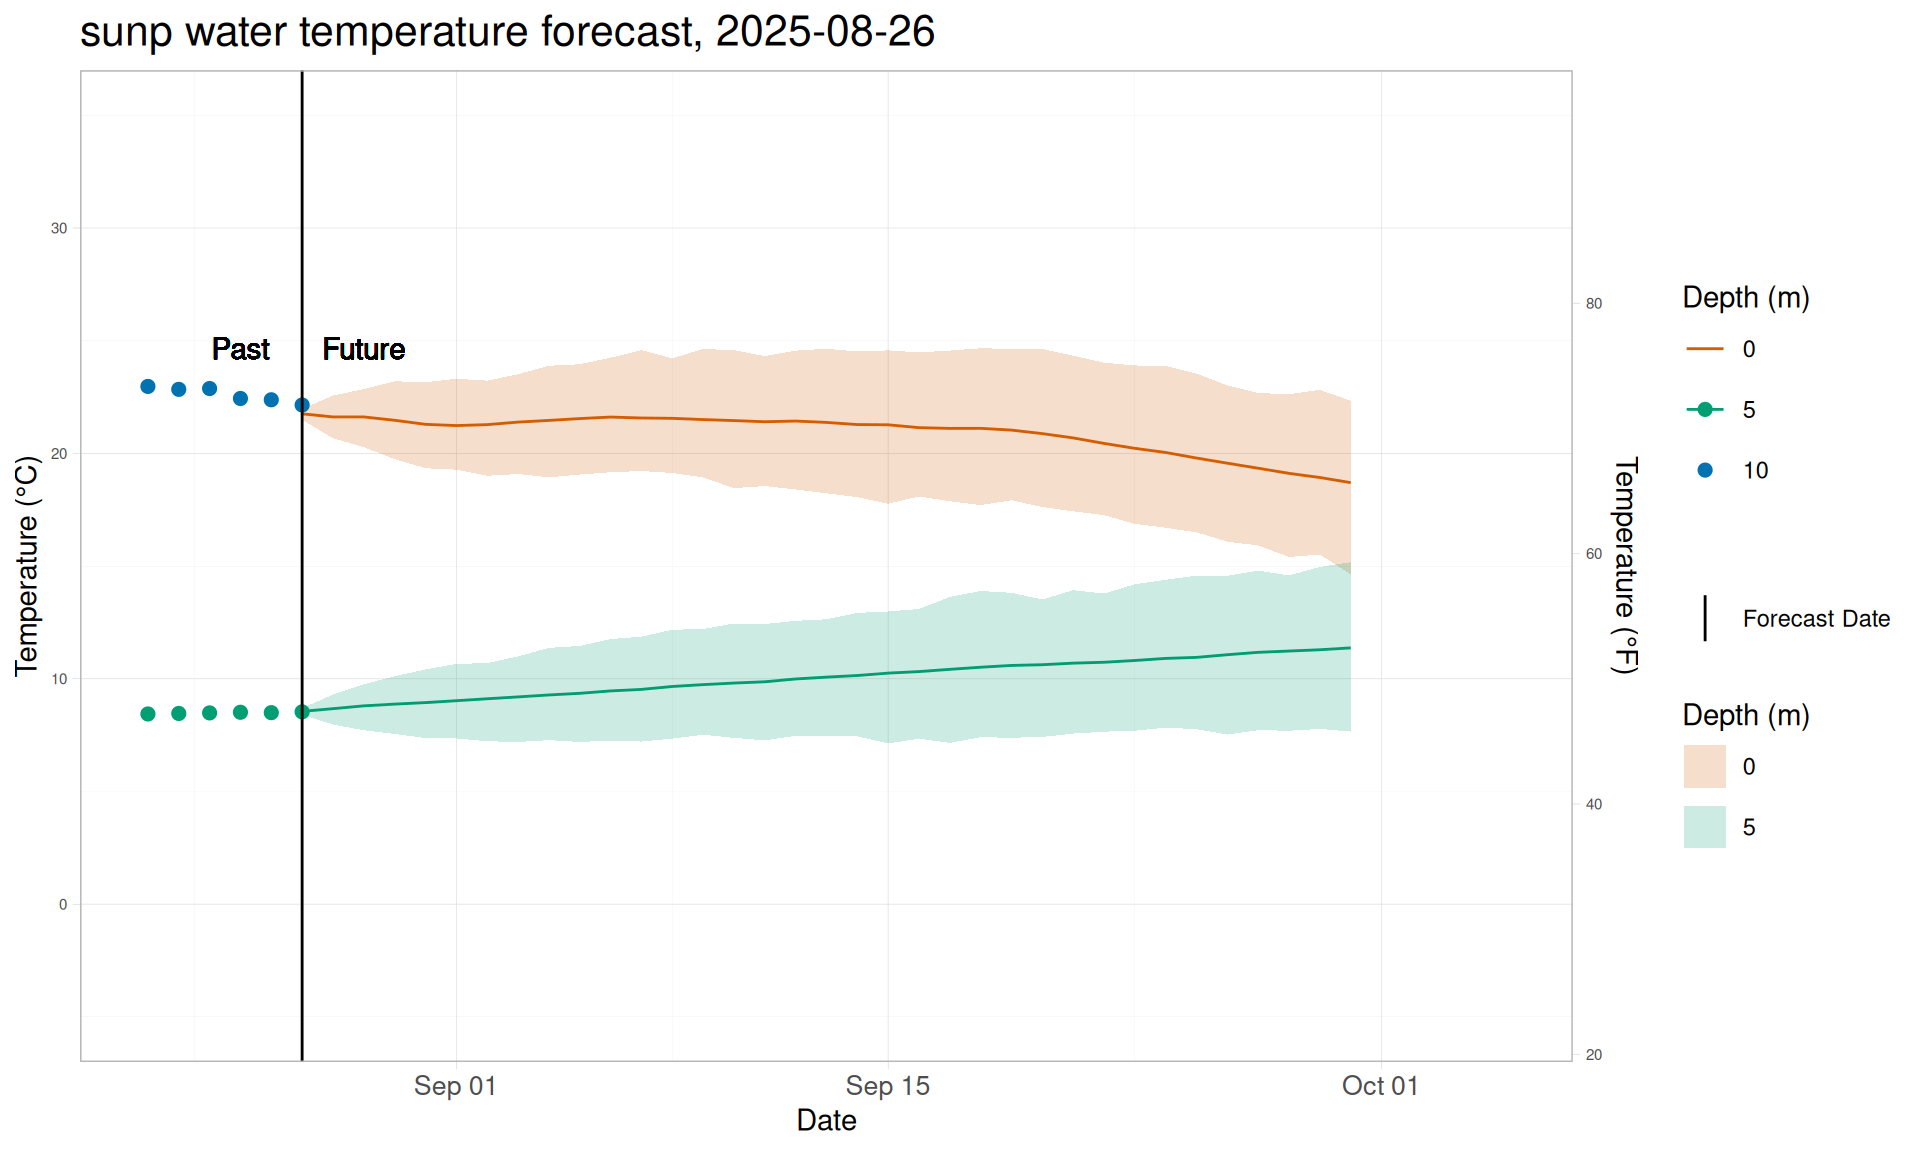 sunp water temperature forecast, 2025-08-26
30
20
10
0
Temperature (°C)
Past
Future
80
60
40
20
Temperature (°F)
Sep 01
Sep 15
Oct 01
Date
Depth (m)
0
5
10
Forecast Date
Depth (m)
0
5